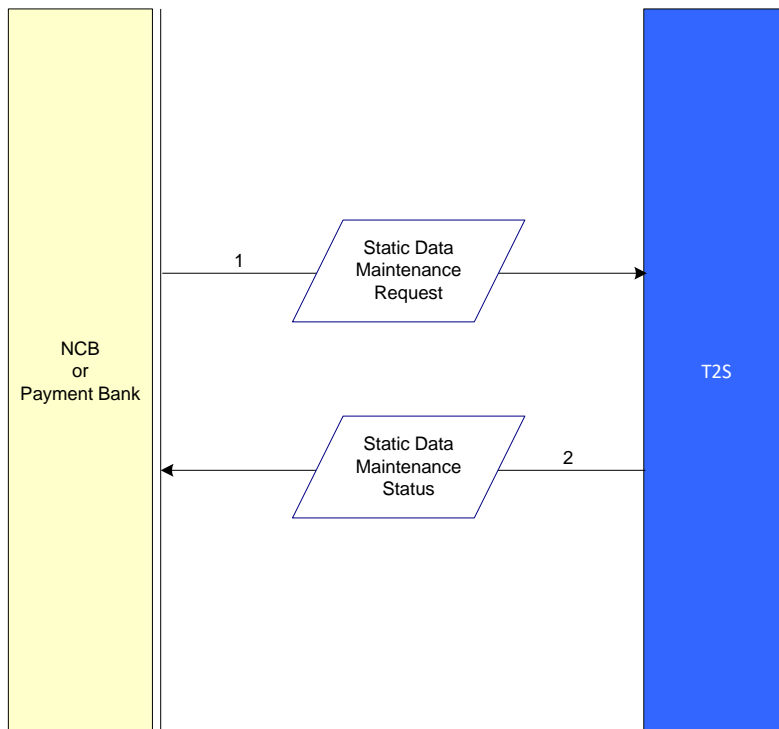 1
Static Data
Maintenance
Request
NCB
or
Payment Bank
T2S
Static Data
Maintenance
Status
2